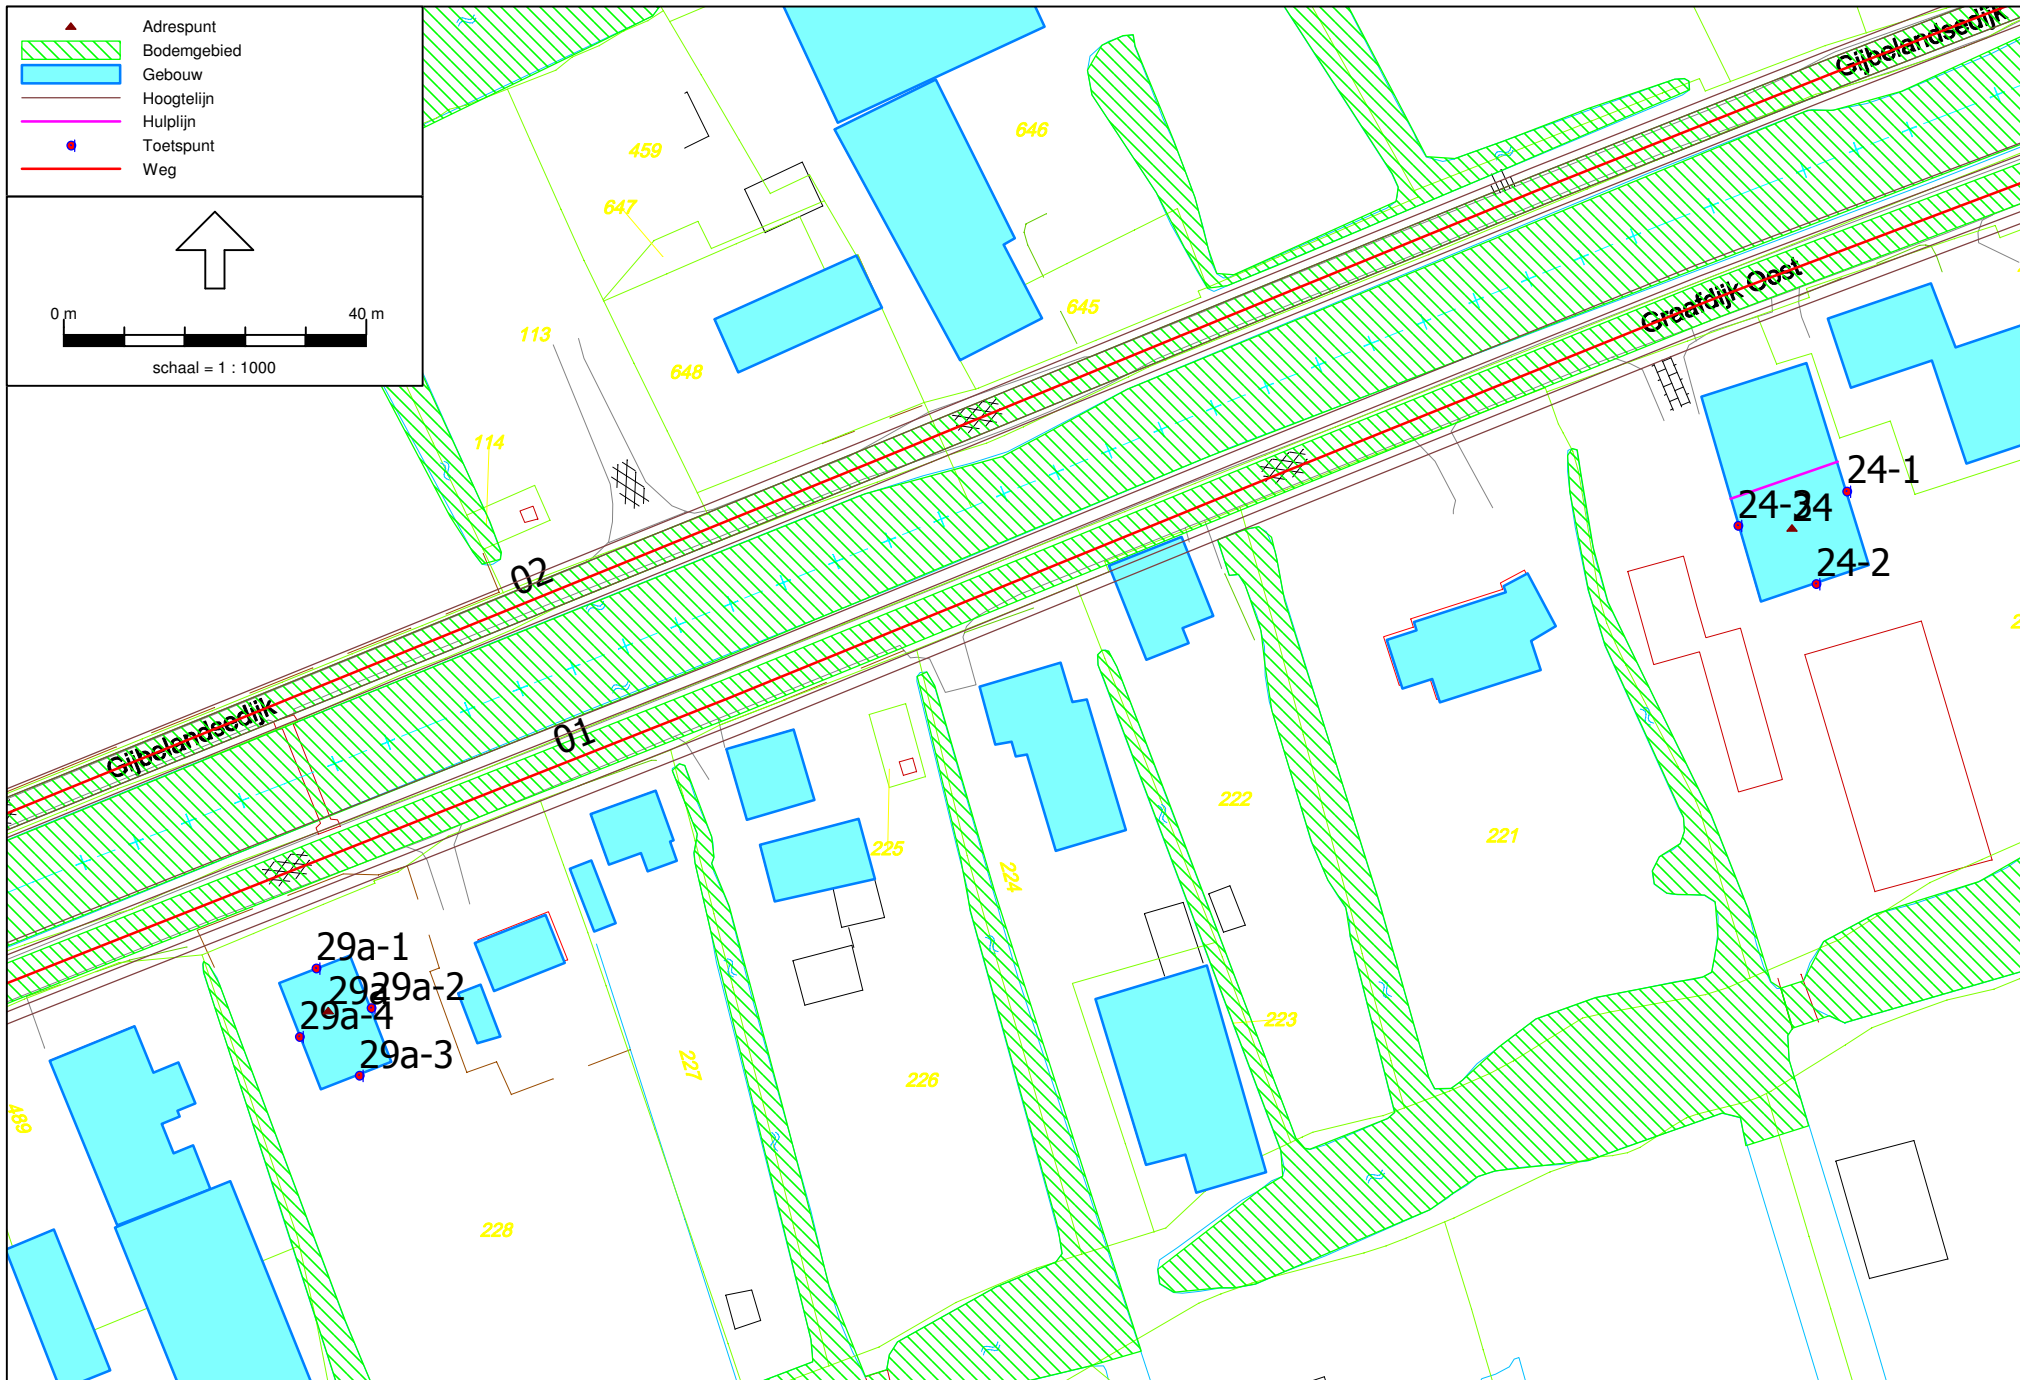 Adrespunt
Bodemgebied
Gebouw
Hoogtelijn
Hulplijn
Toetspunt
Weg
0 m
40 m
schaal = 1 : 1000
Gijbelandsedijk
646
459
647
645
113
648
114
Graafdijk Oost
24-1
24-3
24
24-2
02
01
Gijbelandsedijk
222
221
225
224
29a-1
29a
29a-2
29a-4
29a-3
223
227
226
489
228